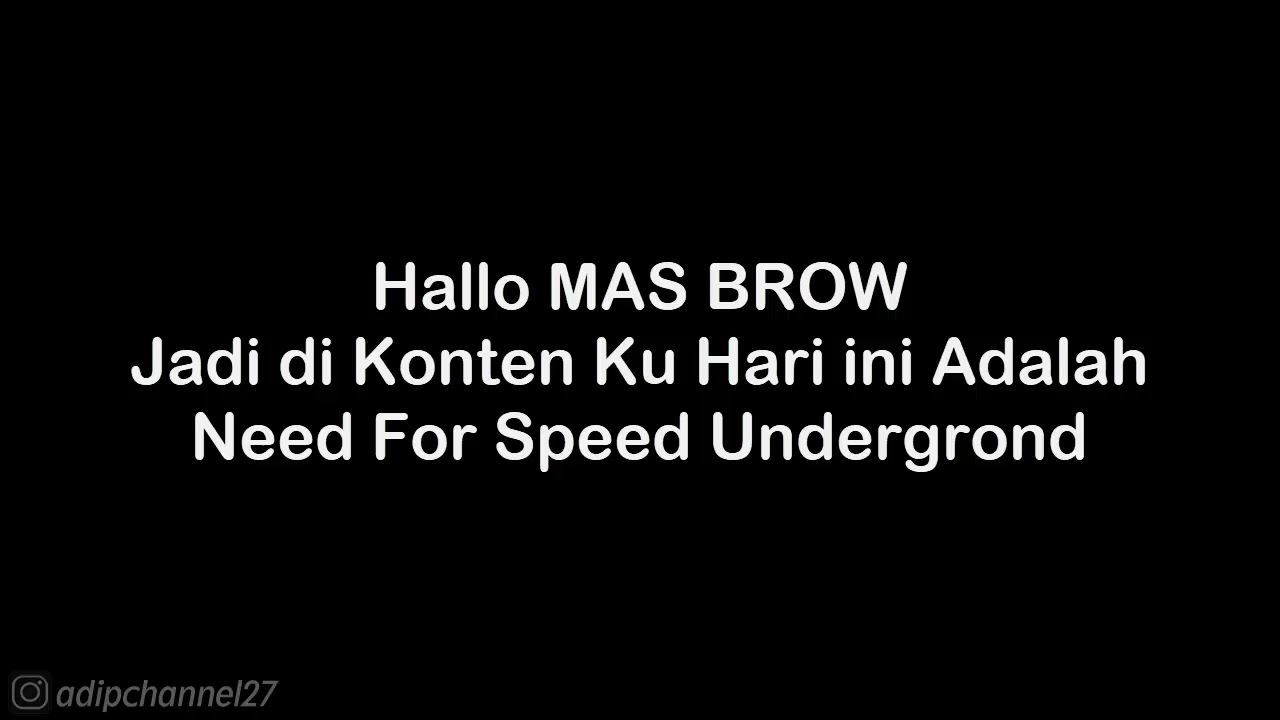 Hallo MAS BROW
Jadi di Konten Ku Hari ini Adalah
Need For Speed Undergrond
adipchannel27